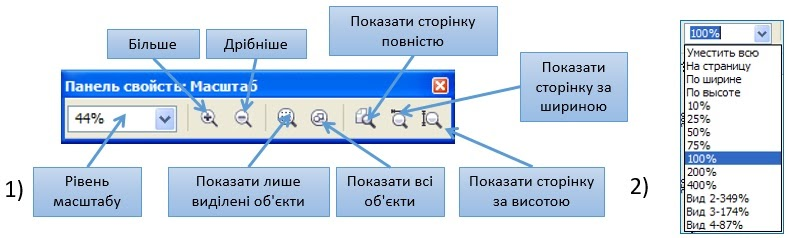 Більше
Дрібніше
Показати сторінку
повністю
Показати
сторінку за
шириною
Панель свойств: Масштаб
44%
1)
Рівень
масштабу
Показати лише
виділені об'єкти
Показати всі
об'єкти
Показати сторінку
за висотою
2)
100%
Уместить всю
На страницу
По ширине
По высоте
10%
25%
50%
75%
100%
200%
400%
Вид 2-349%
Вид 3-174%
Вид 4-87%